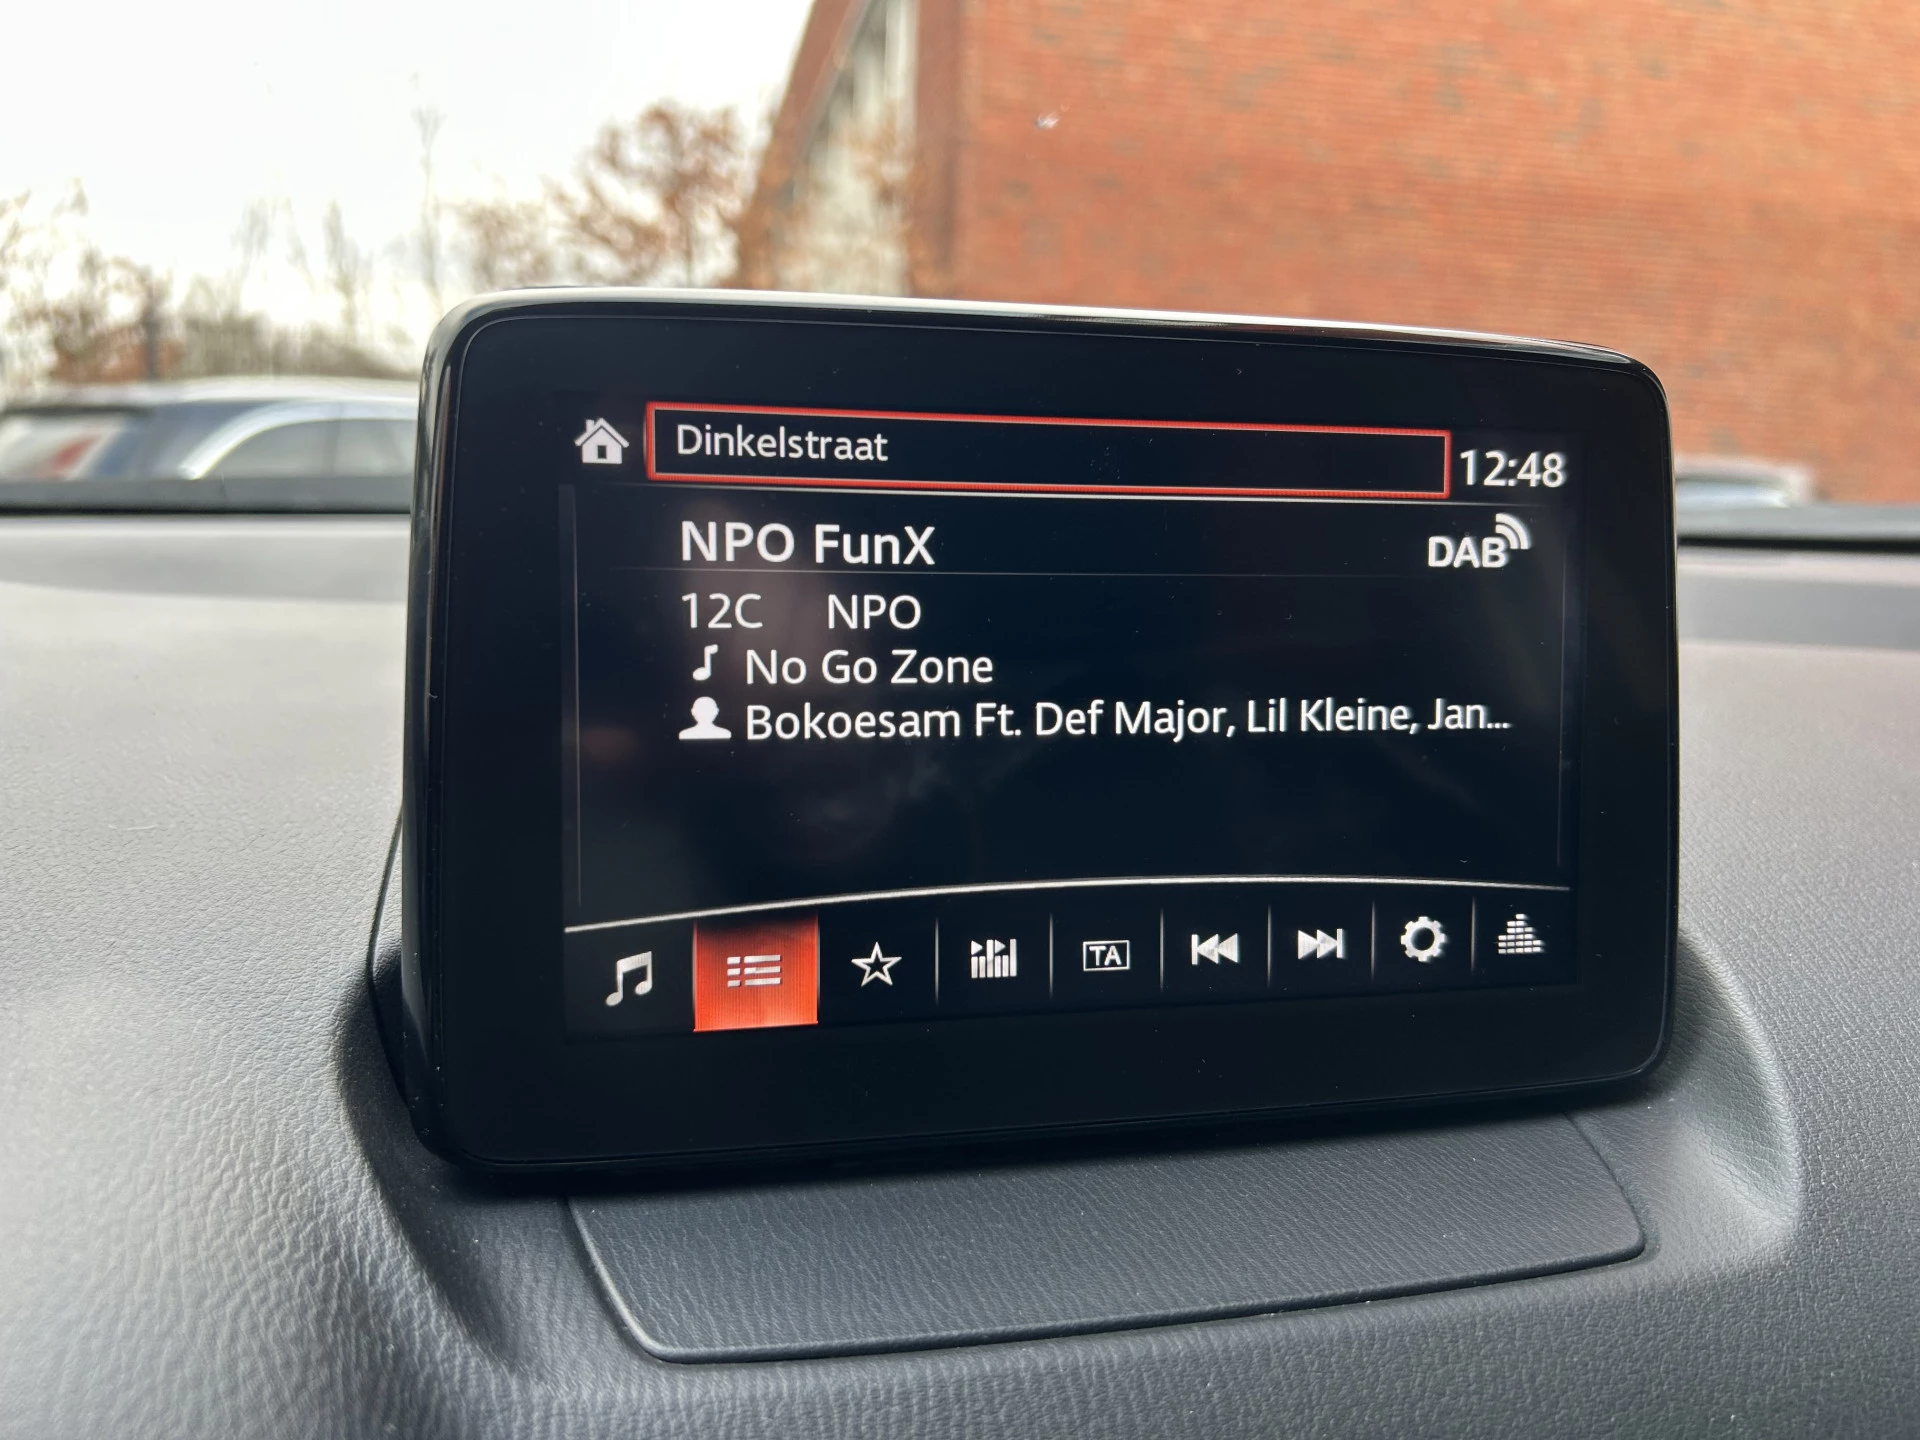 Dinkelstraat
12:48
NPO FunX
DAB
12C NPO
No Go Zone
Bokoesam Ft. Def Major, Lil Kleine, Jan...
TA